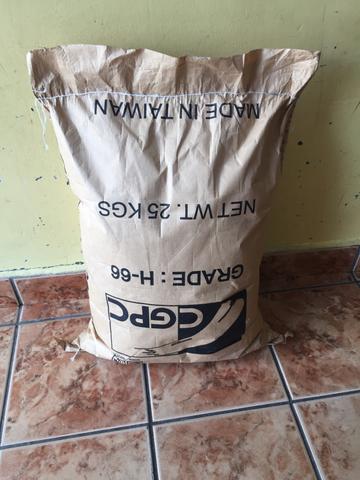 CGPC
GRADE : H-66
NET WT. 25 KGS
MADE IN TAIWAN